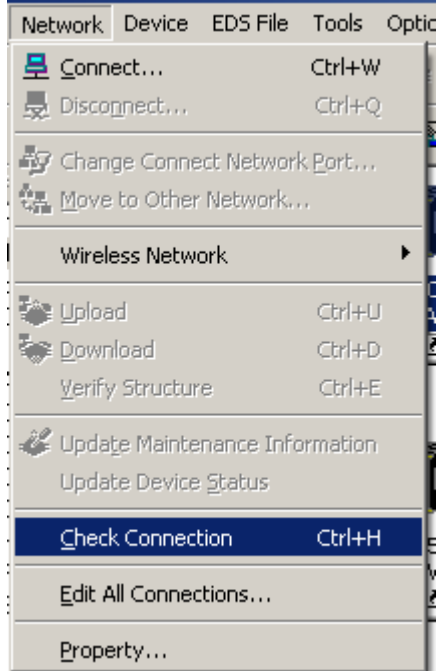 Network Device EDS File Tools Optio
Connect... Ctrl+W
Disconnect... Ctrl+Q
Change Connect Network Port...
Move to Other Network...
Wireless Network
Upload Ctrl+U
Download Ctrl+D
Verify Structure Ctrl+E
Update Maintenance Information
Update Device Status
Check Connection Ctrl+H
Edit All Connections...
Property...